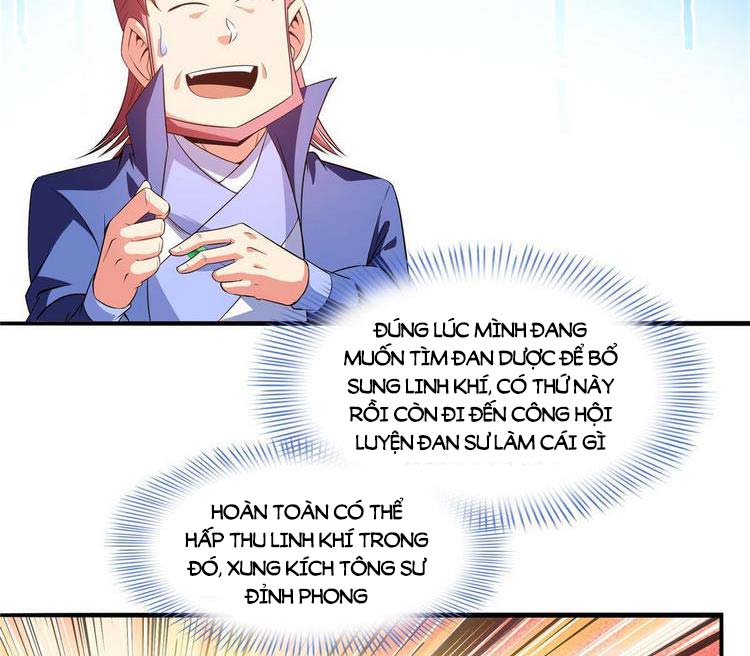 ĐÚNG LÚC MÌNH ĐANG
MUỐN TÌM ĐAN DƯỢC ĐỂ BỔ
SUNG LINH KHÍ, CÓ THỨ NÀY
RỒI CÒN ĐI ĐẾN CÔNG HỘI
LUYỆN ĐAN SƯ LÀM CÁI GÌ
HOÀN TOÀN CÓ THỂ
HẤP THU LINH KHÍ TRONG
ĐÓ, XUNG KÍCH TÔNG SƯ
ĐỈNH PHONG